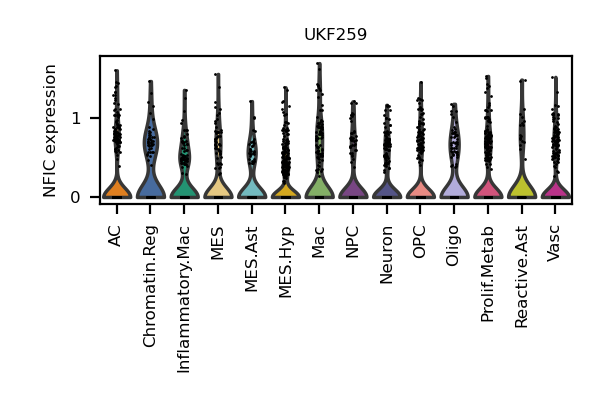 UKF259
NFIC expression
1
0
AC
Chromatin.Reg
Inflammatory.Mac
MES
MES.Ast
MES.Hyp
Mac
NPC
Neuron
OPC
Oligo
Prolif.Metab
Reactive.Ast
Vasc